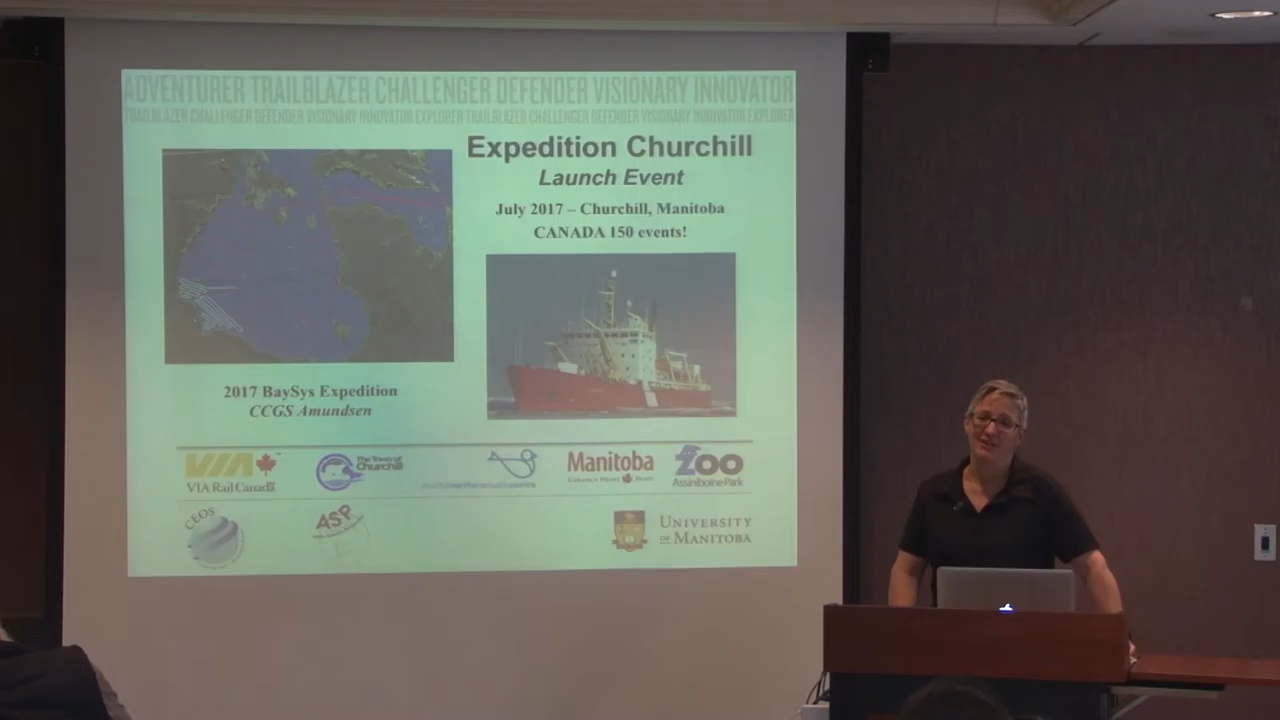 ADVENTURER TRAILBLAZER CHALLENGER DEFENDER VISIONARY INNOVATOR
TRAILBLAZER CHALLENGER DEFENDER VISIONARY INNOVATOR EXPLORER TRAILBLAZER CHALLENGER DEFENDER VISIONARY INNOVATOR EXPLORER
Expedition Churchill
Launch Event
July 2017 – Churchill, Manitoba
CANADA 150 events!
2017 BaySys Expedition
CCGS Amundsen
VIA
VIA Rail Canada
The Town of
Churchill
Manitoba
ZOO
Assiniboine Park
CEOS
ASP
UNIVERSITY
OF MANITOBA